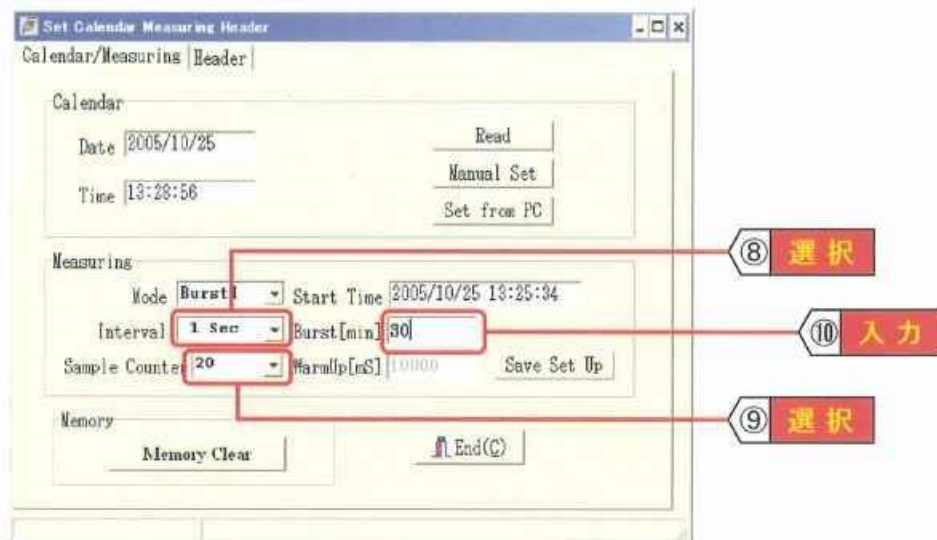 Set Calendar Measuring Header
Calendar/Measuring Header
Calendar
Date 2005/10/25
Time 13:28:56
Read
Manual Set
Set from PC
Measuring
Mode Burst1 Start Time 2005/10/25 13:25:34
Interval 1 Sec Burst[min] 30
Sample Counte 20 WarmUp[mS] 10000 Save Set Up
Memory
Memory Clear
End(C)
⑧ 選択
⑩ 入力
⑨ 選択